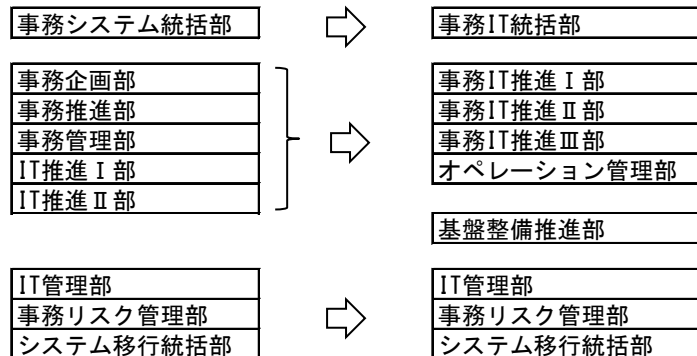 事務システム統括部
事務IT統括部
事務企画部
事務推進部
事務管理部
IT推進Ⅰ部
IT推進Ⅱ部
事務IT推進Ⅰ部
事務IT推進Ⅱ部
事務IT推進Ⅲ部
オペレーション管理部
基盤整備推進部
IT管理部
事務リスク管理部
システム移行統括部
IT管理部
事務リスク管理部
システム移行統括部